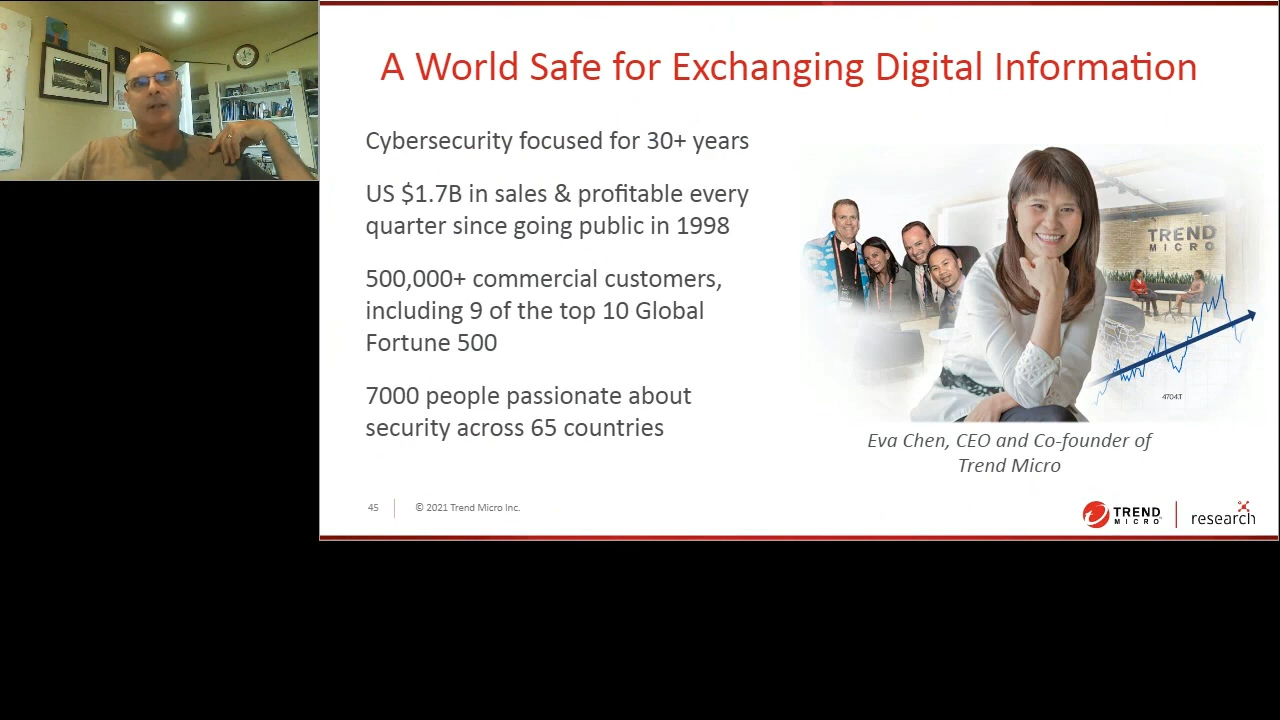 A World Safe for Exchanging Digital Information
Cybersecurity focused for 30+ years
US $1.7B in sales & profitable every
quarter since going public in 1998
500,000+ commercial customers,
including 9 of the top 10 Global
Fortune 500
7000 people passionate about
security across 65 countries
TREND
MICRO
4704.T
Eva Chen, CEO and Co-founder of
Trend Micro
45
© 2021 Trend Micro Inc.
TREND
MICRO
research